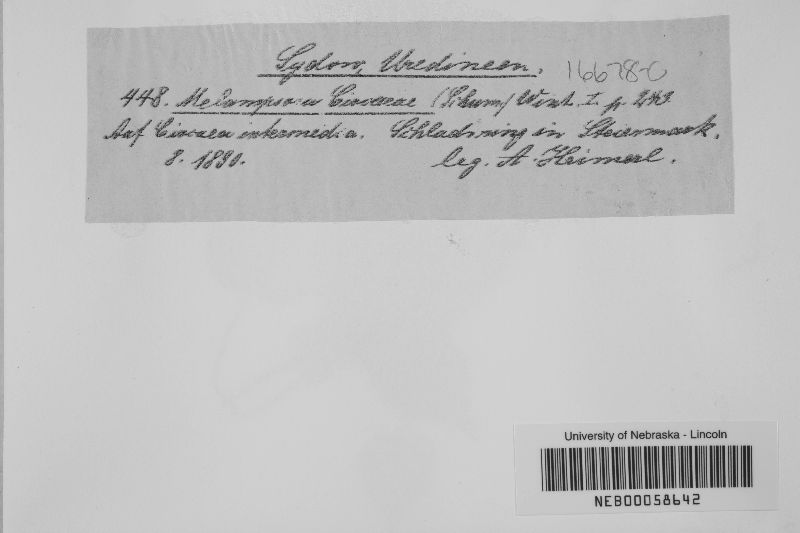 Sydow, Uredineen.
16678-C
448. Melampsora Circaeae (Schum) Wint. I. p. 243.
Auf Circaea intermedia. Schladming in Steiermark.
8. 1890. leg. A. Heimerl.
University of Nebraska - Lincoln
NEB00058642